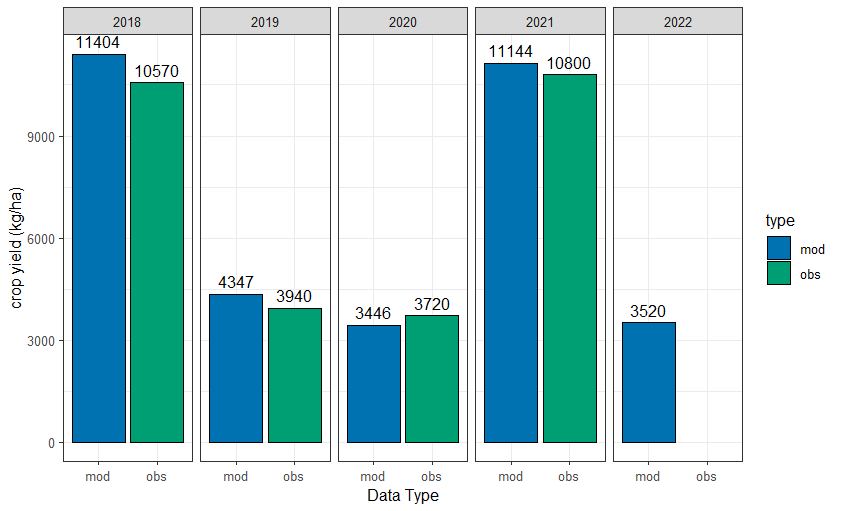 2018 2019 2020 2021 2022
11404 10570 4347 3940 3446 3720 11144 10800 3520
crop yield (kg/ha)
9000
6000
3000
0
mod obs mod obs mod obs mod obs mod obs
Data Type
type
mod
obs